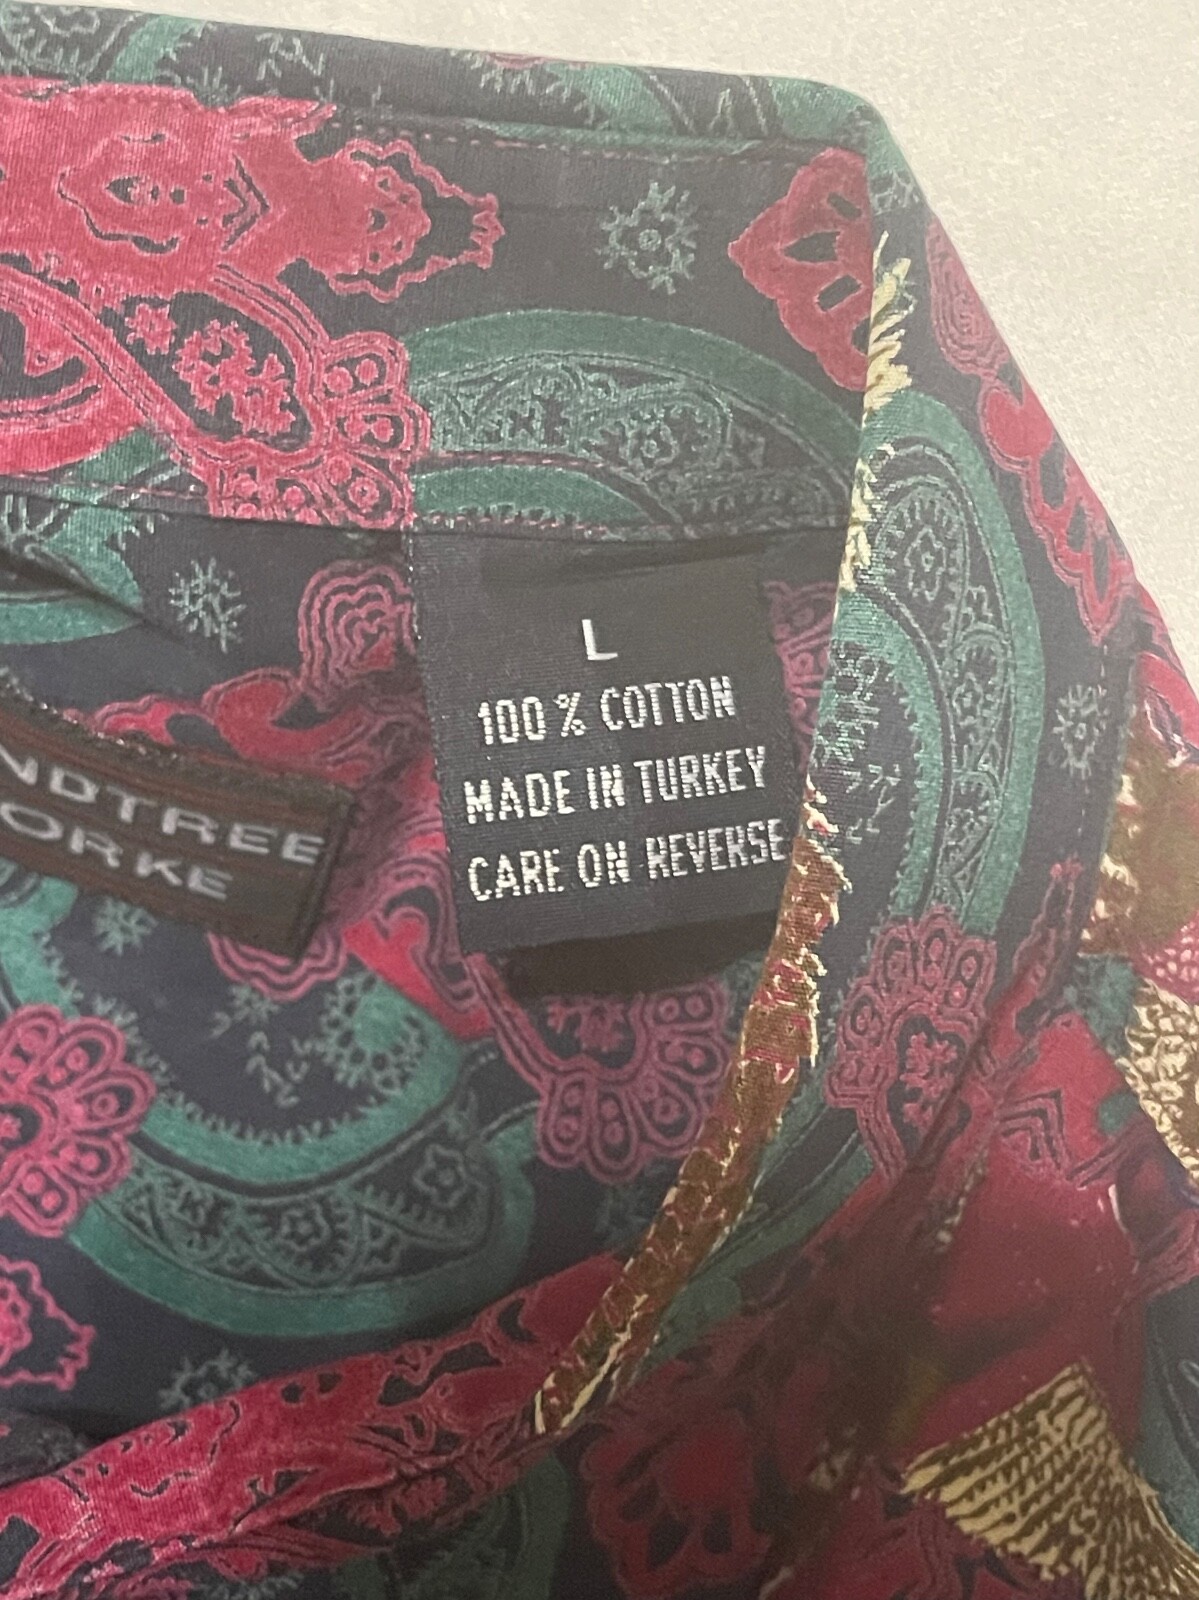 L
100% COTTON
MADE IN TURKEY
CARE ON REVERSE
NDTREE
ORKE